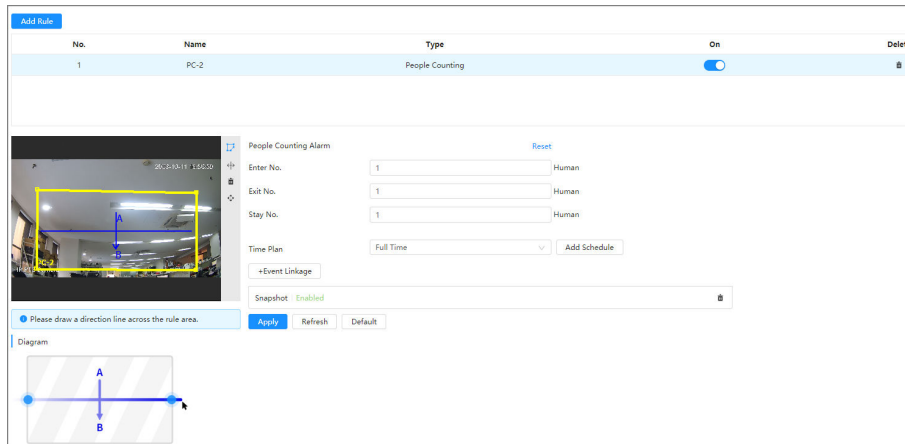 Add Rule
No. Name Type On Delet
1 PC-2 People Counting
People Counting Alarm Reset
Enter No. 1 Human
Exit No. 1 Human
Stay No. 1 Human
A
B
PC-2
Time Plan Full Time Add Schedule
+Event Linkage
Snapshot Enabled
Please draw a direction line across the rule area.
Apply Refresh Default
Diagram
A
B